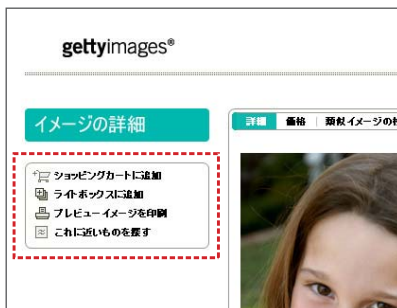 gettyimages®
イメージの詳細
詳細 価格 類似イメージの
ショッピングカートに追加
ライトボックスに追加
プレビューイメージを印刷
これに近いものを探す